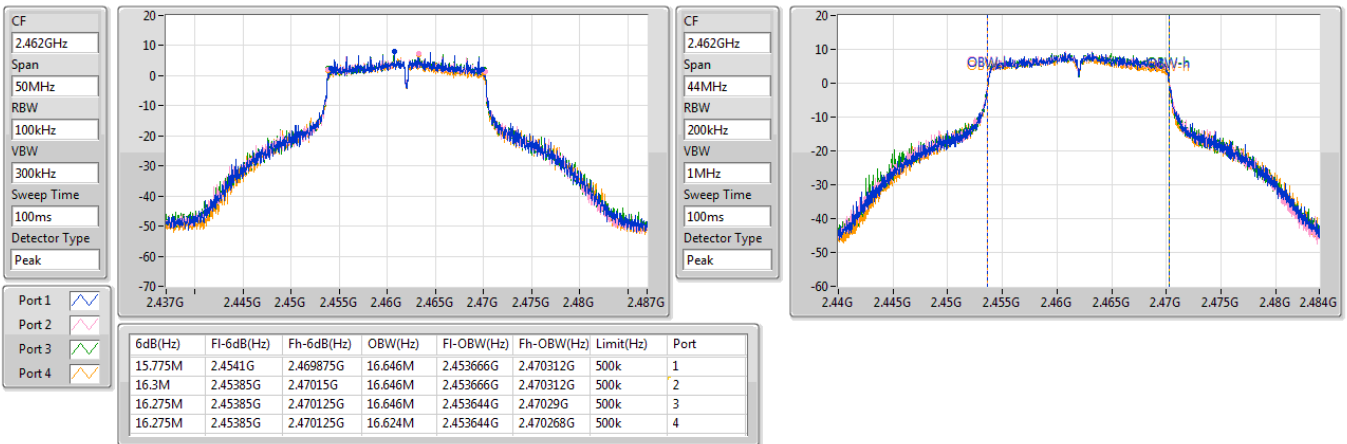 CF
2.462GHz
Span
50MHz
RBW
100kHz
VBW
300kHz
Sweep Time
100ms
Detector Type
Peak
20
10
0
-10
-20
-30
-40
-50
-60
-70
2.437G 2.445G 2.45G 2.455G 2.46G 2.465G 2.47G 2.475G 2.48G 2.487G
CF
2.462GHz
Span
44MHz
RBW
200kHz
VBW
1MHz
Sweep Time
100ms
Detector Type
Peak
20
10
0
-10
-20
-30
-40
-50
-60
OBW-h
2.44G 2.445G 2.45G 2.455G 2.46G 2.465G 2.47G 2.475G 2.48G 2.484G
Port 1
Port 2
Port 3
Port 4
6dB(Hz) Fl-6dB(Hz) Fh-6dB(Hz) OBW(Hz) Fl-OBW(Hz) Fh-OBW(Hz) Limit(Hz) Port
15.775M 2.4541G 2.469875G 16.646M 2.453666G 2.470312G 500k 1
16.3M 2.45385G 2.47015G 16.646M 2.453666G 2.470312G 500k 2
16.275M 2.45385G 2.470125G 16.646M 2.453644G 2.47029G 500k 3
16.275M 2.45385G 2.470125G 16.624M 2.453644G 2.470268G 500k 4